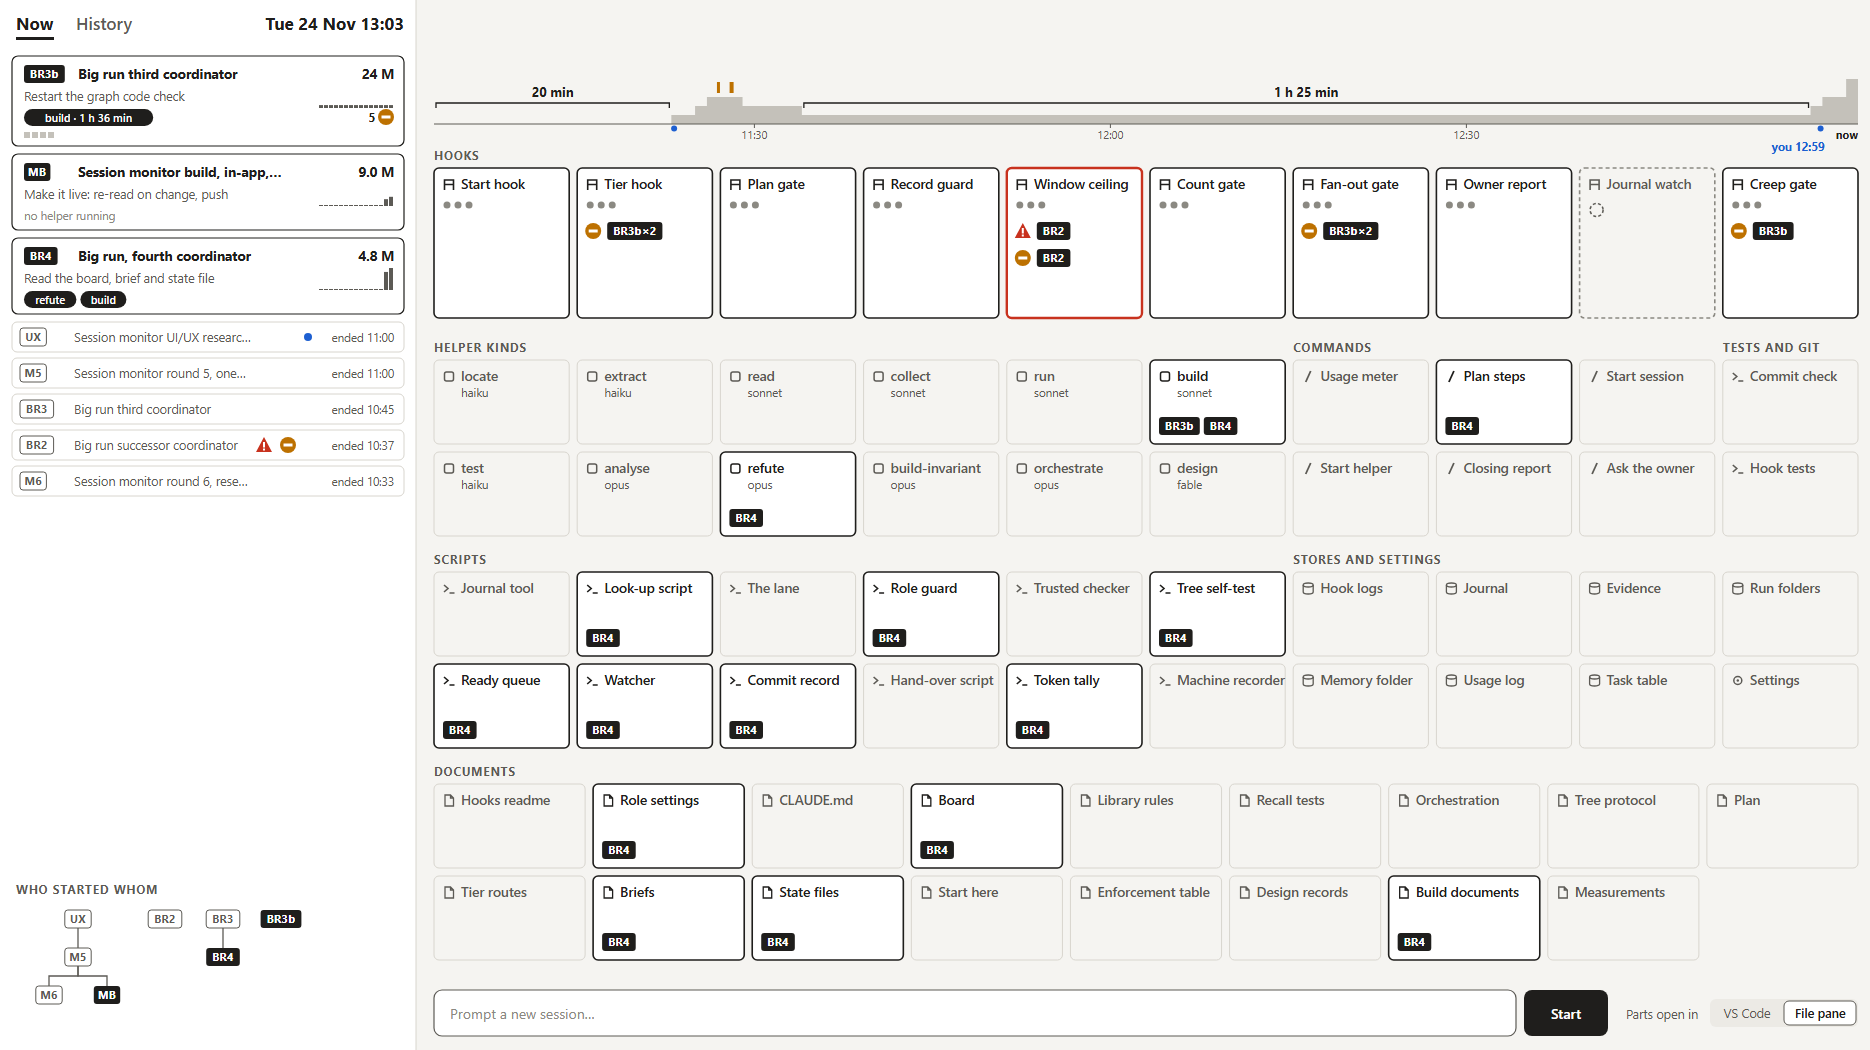 Now History Tue 24 Nov 13:03
BR3b Big run third coordinator 24 M
Restart the graph code check
build · 1 h 36 min 5
MB Session monitor build, in-app,... 9.0 M
Make it live: re-read on change, push
no helper running
BR4 Big run, fourth coordinator 4.8 M
Read the board, brief and state file
refute build
UX Session monitor UI/UX researc... ended 11:00
M5 Session monitor round 5, one... ended 11:00
BR3 Big run third coordinator ended 10:45
BR2 Big run successor coordinator ended 10:37
M6 Session monitor round 6, rese... ended 10:33
WHO STARTED WHOM
UX BR2 BR3 BR3b
M5 BR4
M6 MB
20 min 1 h 25 min
11:30 12:00 12:30 now
you 12:59
HOOKS
Start hook Tier hook Plan gate Record guard Window ceiling Count gate Fan-out gate Owner report Journal watch Creep gate
BR3b×2 BR2 BR3b×2 BR3b
BR2
HELPER KINDS COMMANDS TESTS AND GIT
locate extract read collect run build Usage meter Plan steps Start session Commit check
haiku haiku sonnet sonnet sonnet sonnet
BR3b BR4 BR4
test analyse refute build-invariant orchestrate design Start helper Closing report Ask the owner Hook tests
haiku opus opus opus opus fable
BR4
SCRIPTS STORES AND SETTINGS
Journal tool Look-up script The lane Role guard Trusted checker Tree self-test Hook logs Journal Evidence Run folders
BR4 BR4 BR4
Ready queue Watcher Commit record Hand-over script Token tally Machine recorder Memory folder Usage log Task table Settings
BR4 BR4 BR4 BR4
DOCUMENTS
Hooks readme Role settings CLAUDE.md Board Library rules Recall tests Orchestration Tree protocol Plan
BR4 BR4
Tier routes Briefs State files Start here Enforcement table Design records Build documents Measurements
BR4 BR4 BR4
Prompt a new session... Start Parts open in VS Code File pane